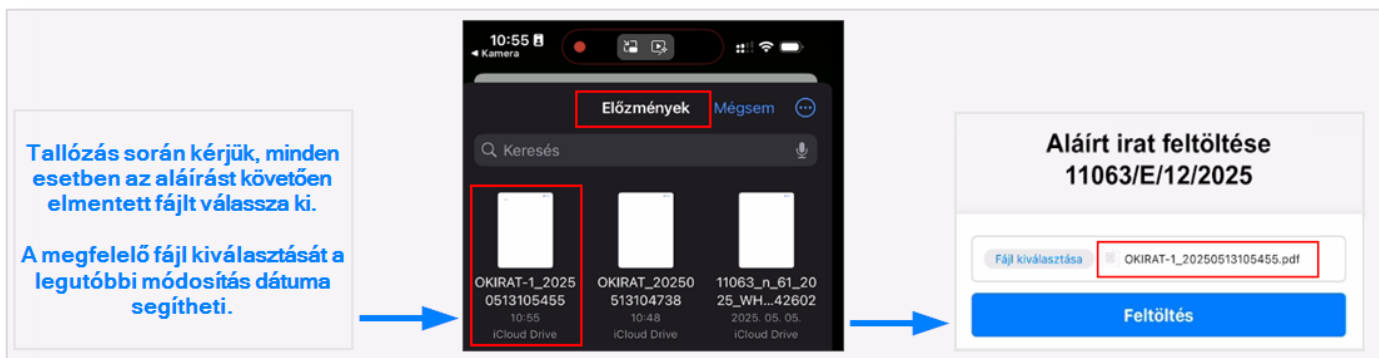 Tallózás során kérjük, minden
esetben az aláírást követően
elmentett fájlt válassza ki.
A megfelelő fájl kiválasztását a
legutóbbi módosítás dátuma
segítheti.
10:55
Kamera
Előzmények
Mégsem
Keresés
OKIRAT-1_2025
0513105455
10:55
iCloud Drive
OKIRAT_20250
513104738
10:48
iCloud Drive
11063_n_61_20
25_WH...42602
2025. 05. 05.
iCloud Drive
Aláírt irat feltöltése
11063/E/12/2025
Fájl kiválasztása OKIRAT-1_20250513105455.pdf
Feltöltés